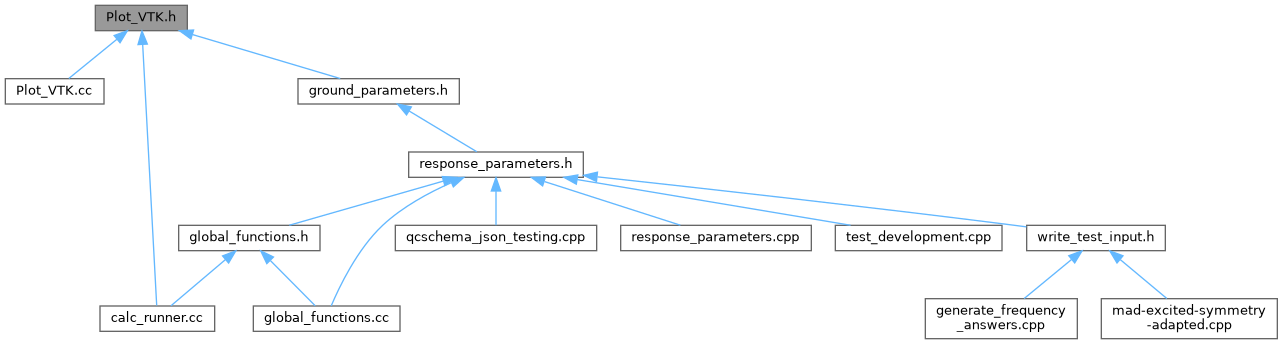 Plot_VTK.h
Plot_VTK.cc
ground_parameters.h
response_parameters.h
global_functions.h
qcschema_json_testing.cpp
response_parameters.cpp
test_development.cpp
write_test_input.h
calc_runner.cc
global_functions.cc
generate_frequency
_answers.cpp
mad-excited-symmetry
-adapted.cpp